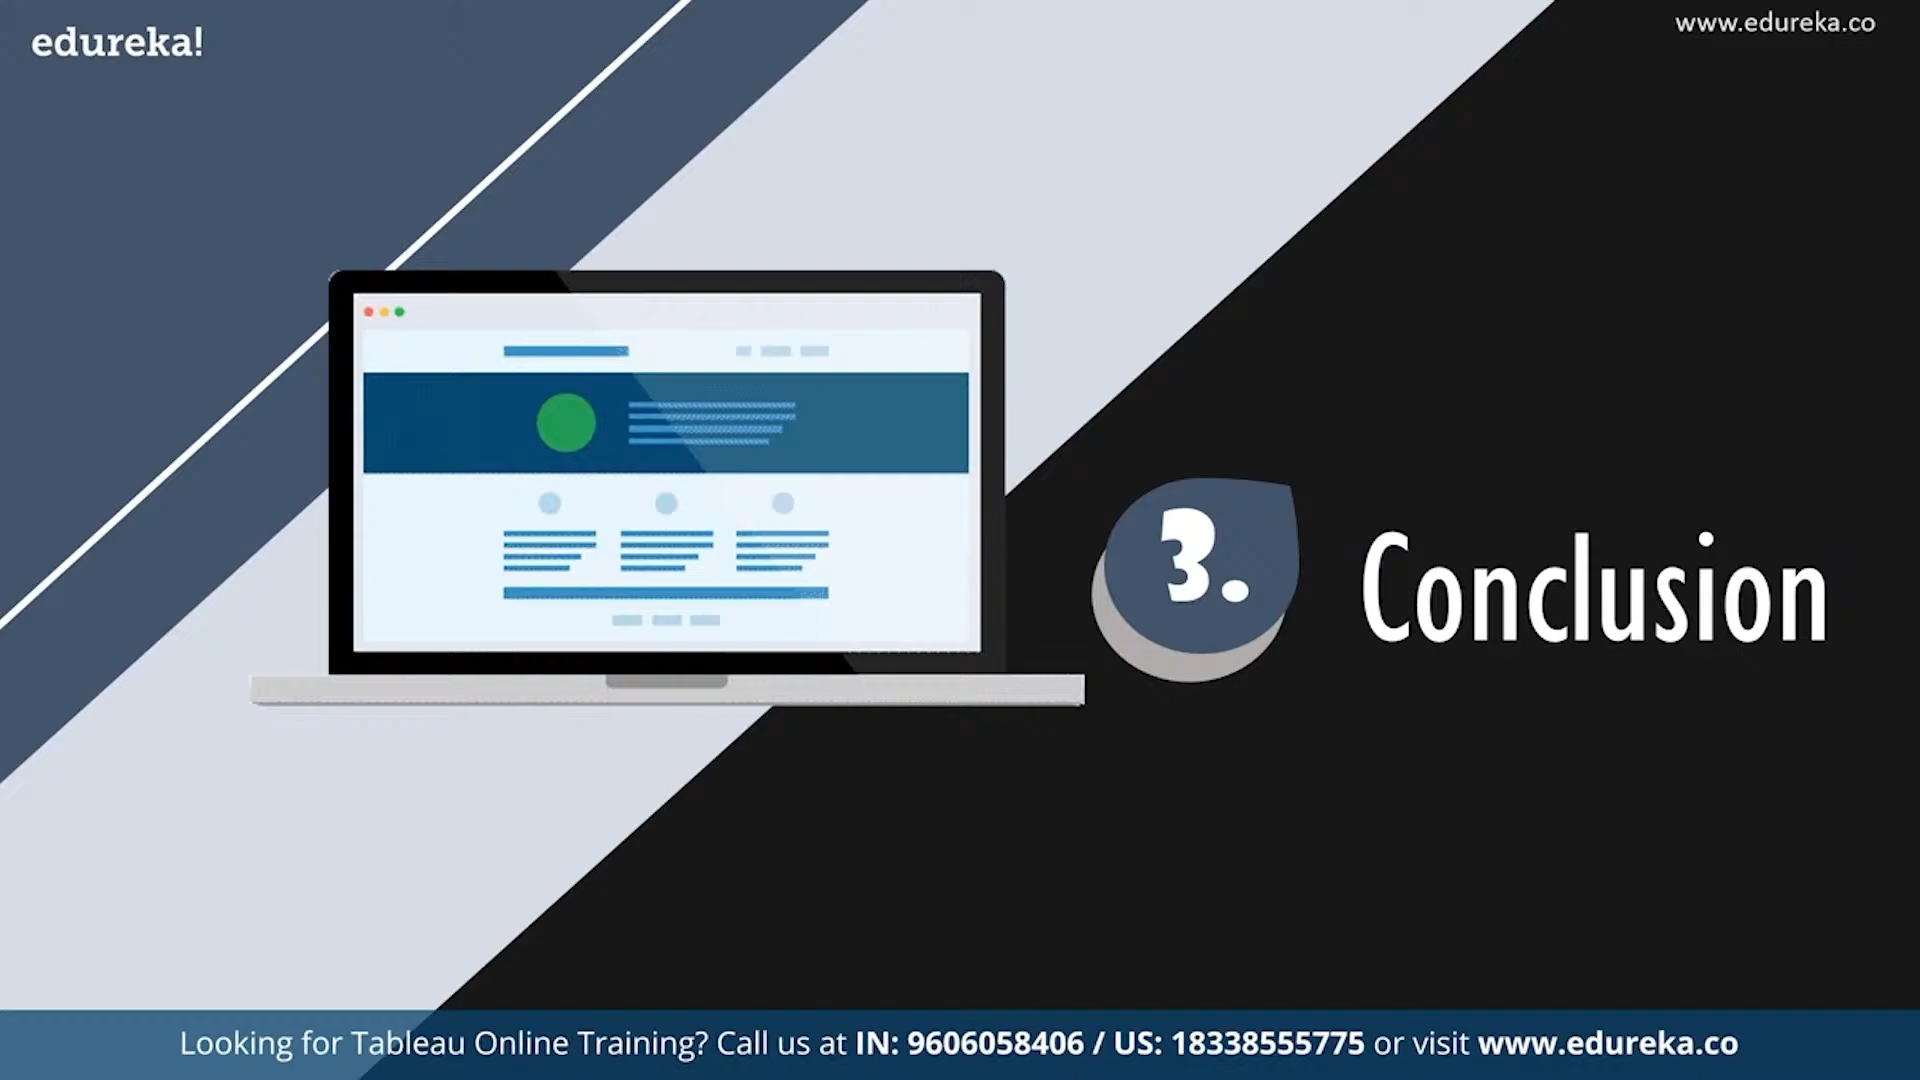 edureka!
www.edureka.co
3.
Conclusion
Looking for Tableau Online Training? Call us at IN: 9606058406 / US: 18338555775 or visit www.edureka.co